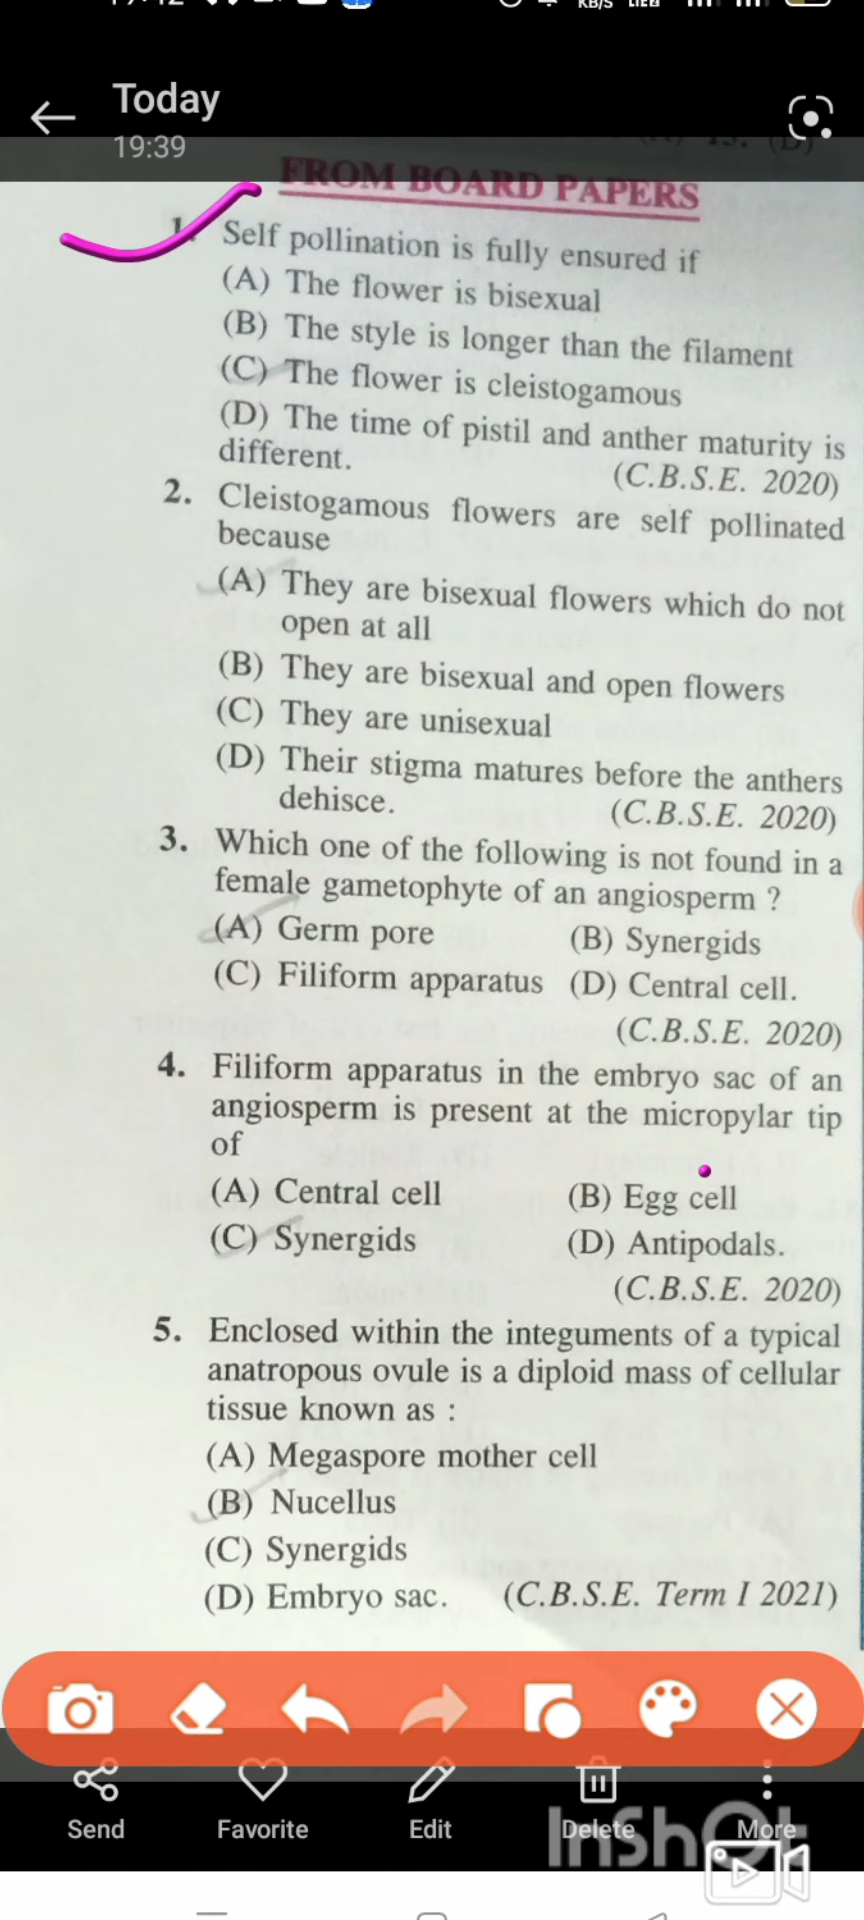 Today
19:39
FROM BOARD PAPERS
1. Self pollination is fully ensured if
(A) The flower is bisexual
(B) The style is longer than the filament
(C) The flower is cleistogamous
(D) The time of pistil and anther maturity is
different. (C.B.S.E. 2020)
2. Cleistogamous flowers are self pollinated
because
(A) They are bisexual flowers which do not
open at all
(B) They are bisexual and open flowers
(C) They are unisexual
(D) Their stigma matures before the anthers
dehisce. (C.B.S.E. 2020)
3. Which one of the following is not found in a
female gametophyte of an angiosperm ?
(A) Germ pore (B) Synergids
(C) Filiform apparatus (D) Central cell.
(C.B.S.E. 2020)
4. Filiform apparatus in the embryo sac of an
angiosperm is present at the micropylar tip
of
(A) Central cell (B) Egg cell
(C) Synergids (D) Antipodals.
(C.B.S.E. 2020)
5. Enclosed within the integuments of a typical
anatropous ovule is a diploid mass of cellular
tissue known as :
(A) Megaspore mother cell
(B) Nucellus
(C) Synergids
(D) Embryo sac. (C.B.S.E. Term I 2021)
Send Favorite Edit Delete More
InShOt